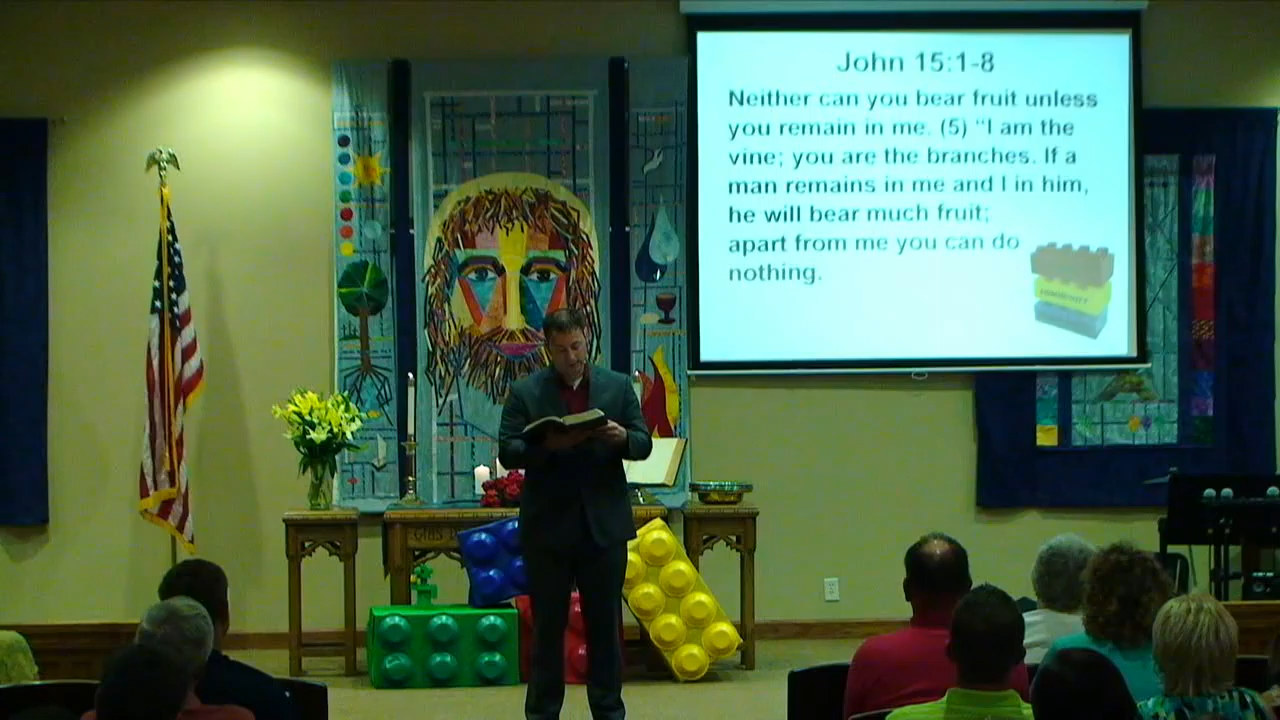 John 15:1-8
Neither can you bear fruit unless
you remain in me. (5) “I am the
vine; you are the branches. If a
man remains in me and I in him,
he will bear much fruit;
apart from me you can do
nothing.